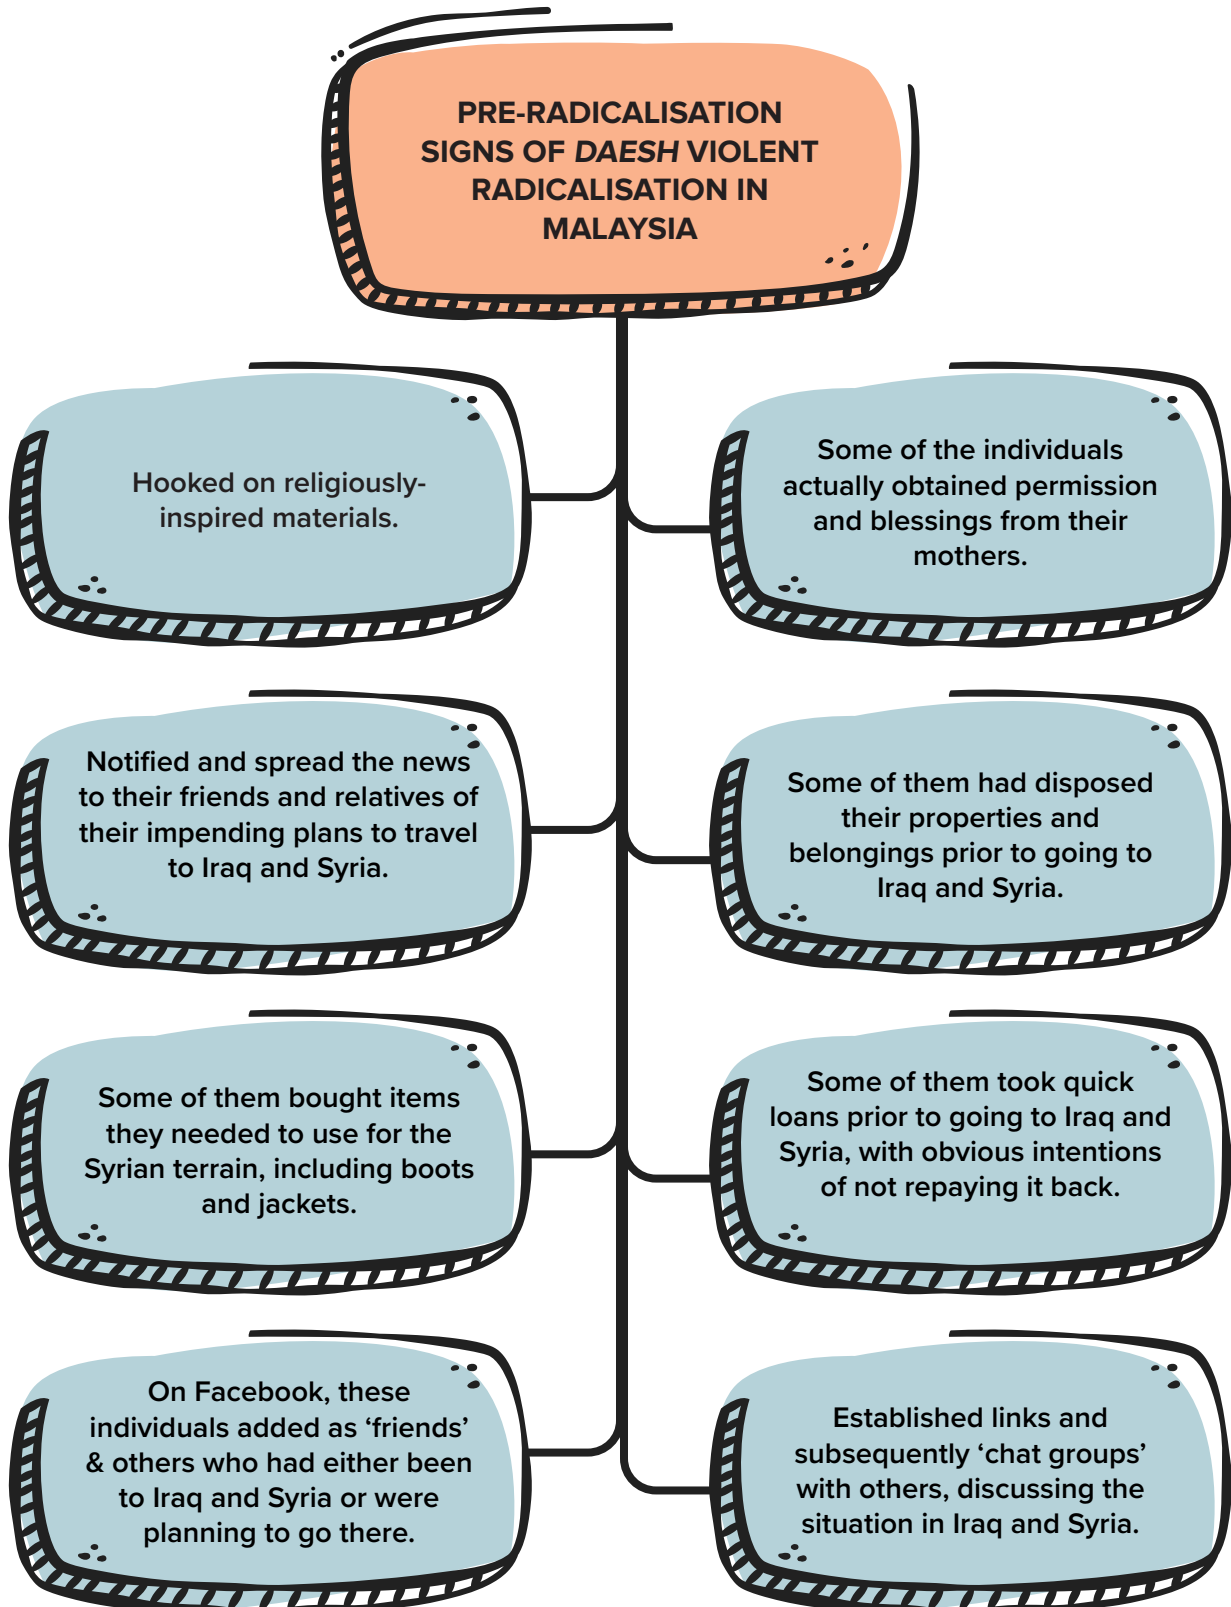 PRE-RADICALISATION
SIGNS OF DAESH VIOLENT
RADICALISATION IN
MALAYSIA
Hooked on religiously-
inspired materials.
Some of the individuals
actually obtained permission
and blessings from their
mothers.
Notified and spread the news
to their friends and relatives of
their impending plans to travel
to Iraq and Syria.
Some of them had disposed
their properties and
belongings prior to going to
Iraq and Syria.
Some of them bought items
they needed to use for the
Syrian terrain, including boots
and jackets.
Some of them took quick
loans prior to going to Iraq and
Syria, with obvious intentions
of not repaying it back.
On Facebook, these
individuals added as ‘friends’
& others who had either been
to Iraq and Syria or were
planning to go there.
Established links and
subsequently ‘chat groups’
with others, discussing the
situation in Iraq and Syria.